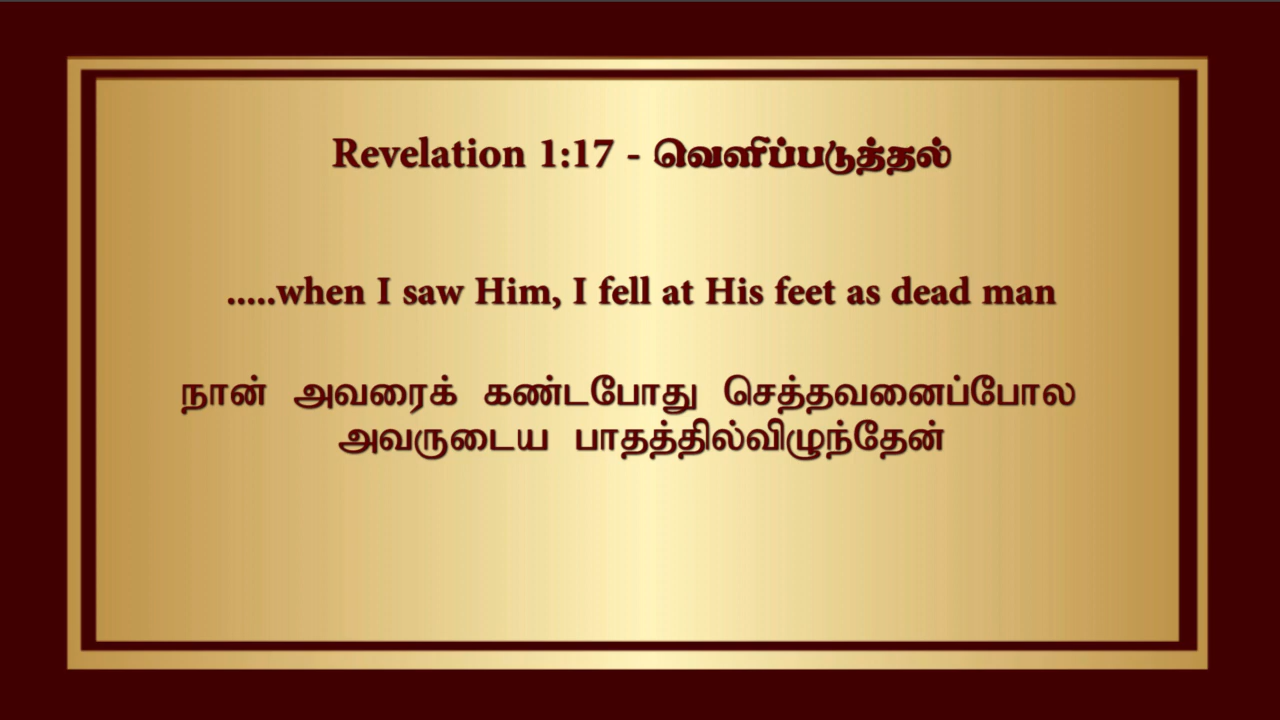 Revelation 1:17 - வெளிப்படுத்தல்
.....when I saw Him, I fell at His feet as dead man
நான் அவரைக் கண்டபோது செத்தவனைப்போல
அவருடைய பாதத்தில்விழுந்தேன்